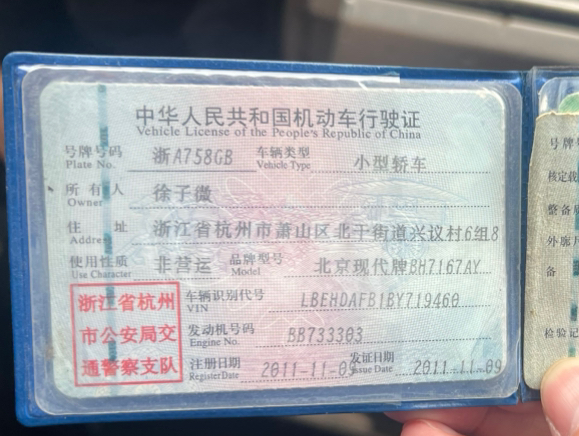 中华人民共和国机动车行驶证
Vehicle License of the People's Republic of China
号牌号码 浙A758GB 车辆类型 小型轿车
Plate No. Vehicle Type
所有人 徐子微
Owner
住址 浙江省杭州市萧山区北干街道兴议村6组8
Address
使用性质 非营运 品牌型号 北京现代牌BH7167AY
Use Character Model
浙江省杭州
市公安局交
通警察支队
车辆识别代号 LBEHDAFB1BY719460
VIN
发动机号码 BB733303
Engine No.
注册日期 2011-11-09 发证日期 2011-11-09
Register Date Issue Date
号牌
核定载
整备质
外廓尺
备
检验记